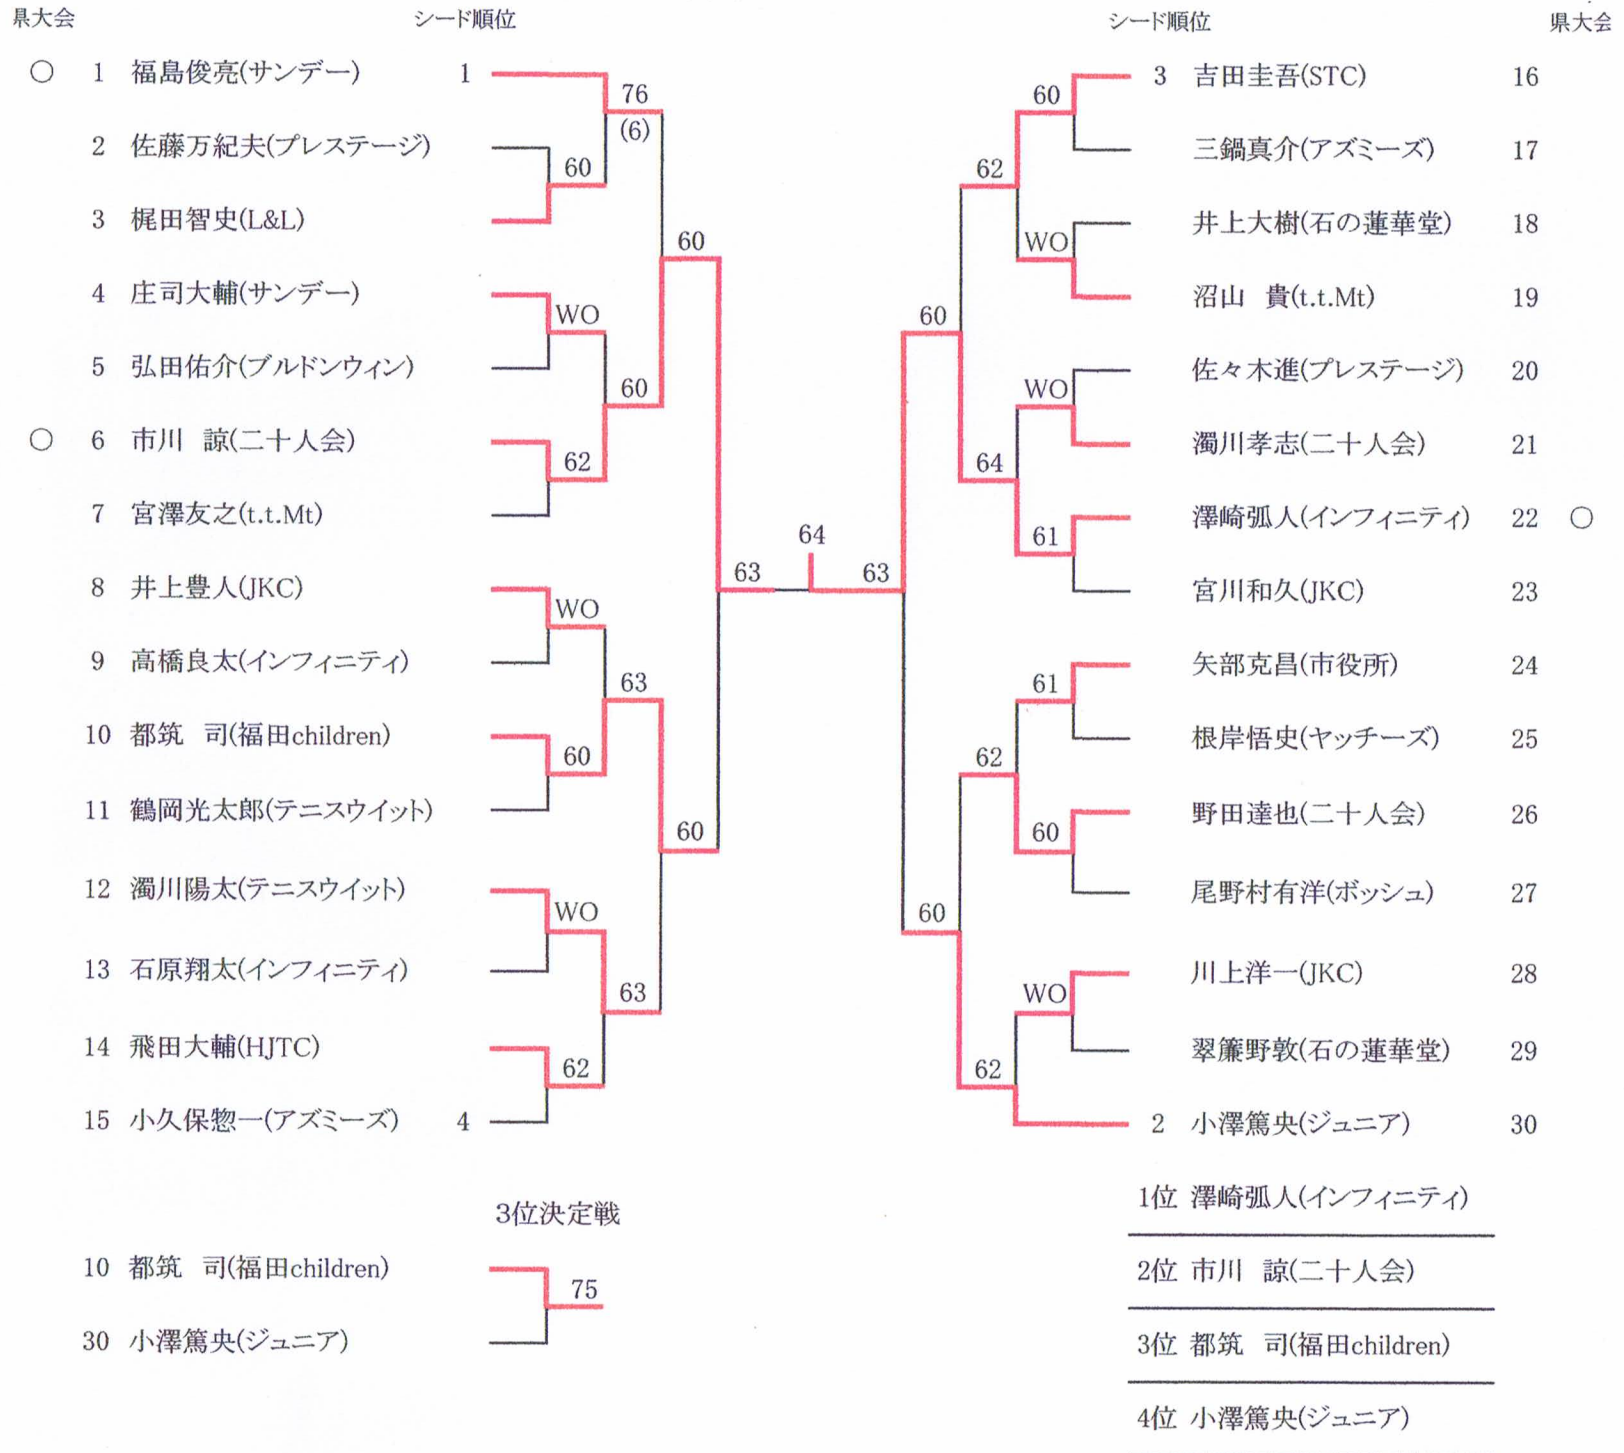 県大会 シード順位 シード順位 県大会
○ 1 福島俊亮(サンデー) 1
76
(6)
2 佐藤万紀夫(プレステージ)
60
3 梶田智史(L&L)
60
4 庄司大輔(サンデー)
WO
5 弘田佑介(ブルドンウィン)
60
○ 6 市川 諒(二十人会)
62
7 宮澤友之(t.t.Mt)
63
8 井上豊人(JKC)
WO
9 高橋良太(インフィニティ)
63
10 都筑 司(福田children)
60
11 鶴岡光太郎(テニスウイット)
60
12 濁川陽太(テニスウイット)
WO
13 石原翔太(インフィニティ)
63
14 飛田大輔(HJTC)
62
15 小久保惣一(アズミーズ) 4
64
3 吉田圭吾(STC) 16
60
三鍋真介(アズミーズ) 17
62
井上大樹(石の蓮華堂) 18
WO
沼山 貴(t.t.Mt) 19
60
佐々木進(プレステージ) 20
WO
濁川孝志(二十人会) 21
64
澤崎弧人(インフィニティ) 22 ○
61
宮川和久(JKC) 23
63
矢部克昌(市役所) 24
61
根岸悟史(ヤッチーズ) 25
62
野田達也(二十人会) 26
60
尾野村有洋(ボッシュ) 27
60
川上洋一(JKC) 28
WO
翠簾野敦(石の蓮華堂) 29
62
2 小澤篤央(ジュニア) 30
3位決定戦
10 都筑 司(福田children)
75
30 小澤篤央(ジュニア)
1位 澤崎弧人(インフィニティ)
2位 市川 諒(二十人会)
3位 都筑 司(福田children)
4位 小澤篤央(ジュニア)